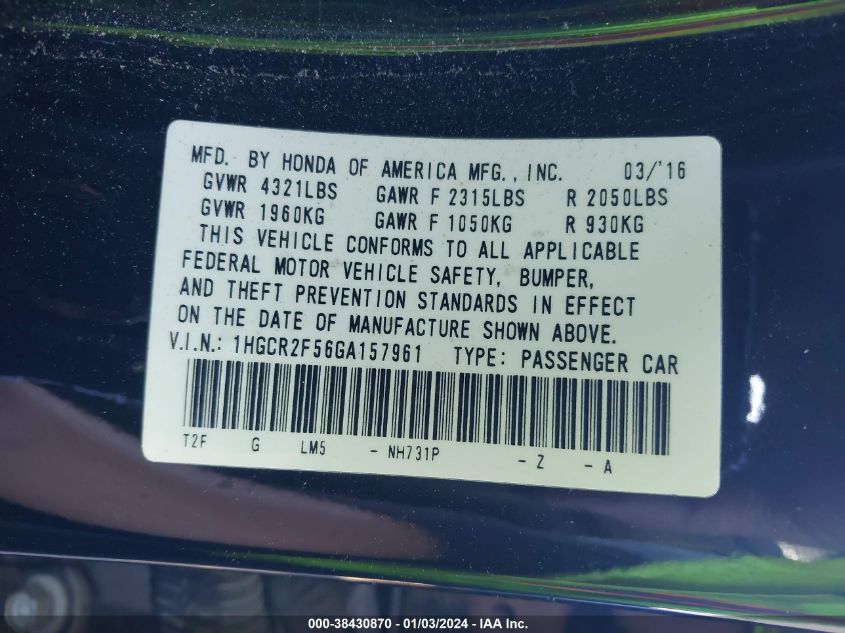 MFD. BY HONDA OF AMERICA MFG., INC. 03/'16
GVWR 4321LBS GAWR F 2315LBS R 2050LBS
GVWR 1960KG GAWR F 1050KG R 930KG
THIS VEHICLE CONFORMS TO ALL APPLICABLE
FEDERAL MOTOR VEHICLE SAFETY, BUMPER,
AND THEFT PREVENTION STANDARDS IN EFFECT
ON THE DATE OF MANUFACTURE SHOWN ABOVE.
V.I.N.: 1HGCR2F56GA157961 TYPE: PASSENGER CAR
T2F G LM5 - NH731P - Z - A
000-38430870 - 01/03/2024 - IAAI Inc.